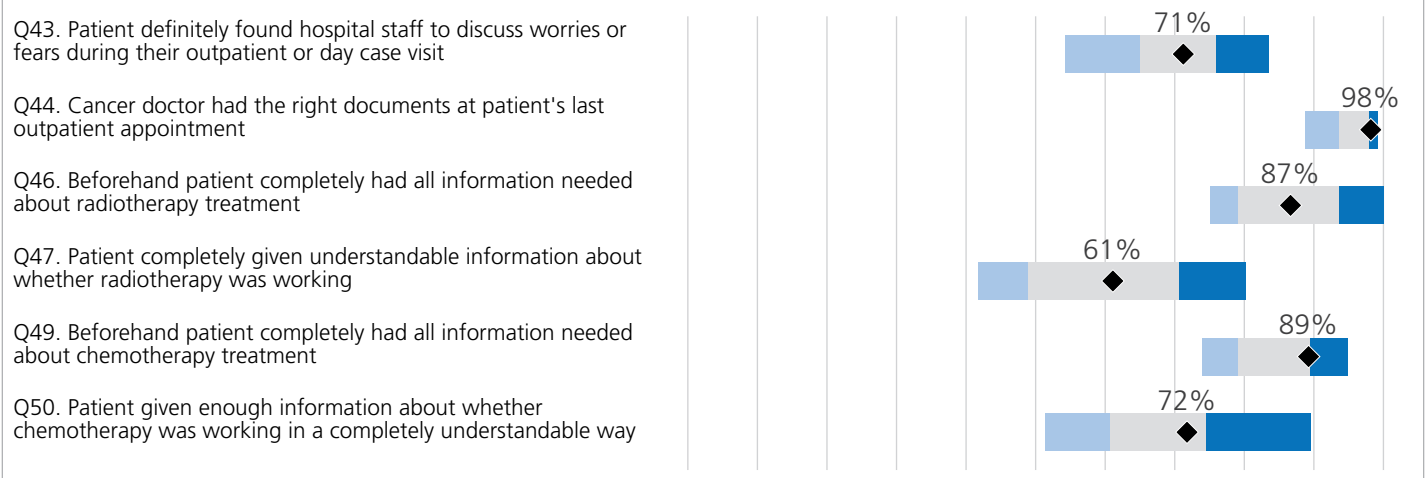 Q43. Patient definitely found hospital staff to discuss worries or
fears during their outpatient or day case visit
71%
Q44. Cancer doctor had the right documents at patient's last
outpatient appointment
98%
Q46. Beforehand patient completely had all information needed
about radiotherapy treatment
87%
Q47. Patient completely given understandable information about
whether radiotherapy was working
61%
Q49. Beforehand patient completely had all information needed
about chemotherapy treatment
89%
Q50. Patient given enough information about whether
chemotherapy was working in a completely understandable way
72%